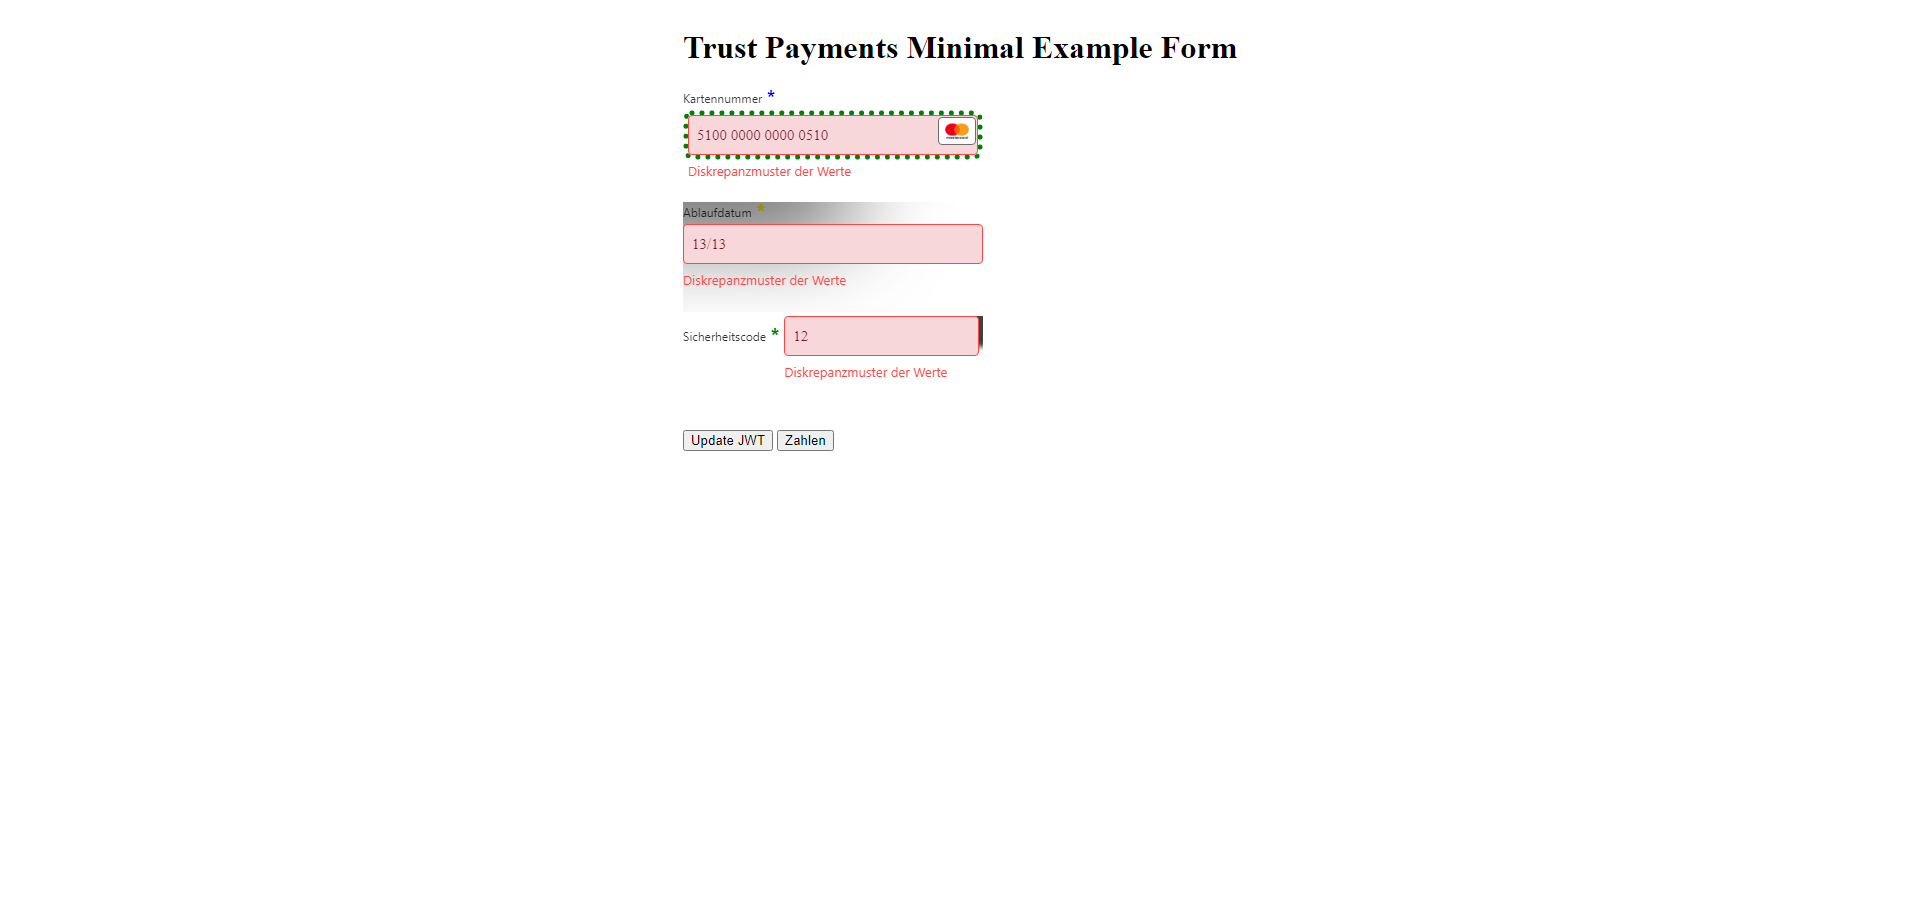 Trust Payments Minimal Example Form
Kartennummer *
5100 0000 0000 0510
mastercard
Diskrepanzmuster der Werte
Ablaufdatum *
13/13
Diskrepanzmuster der Werte
Sicherheitscode * 12
Diskrepanzmuster der Werte
Update JWT Zahlen